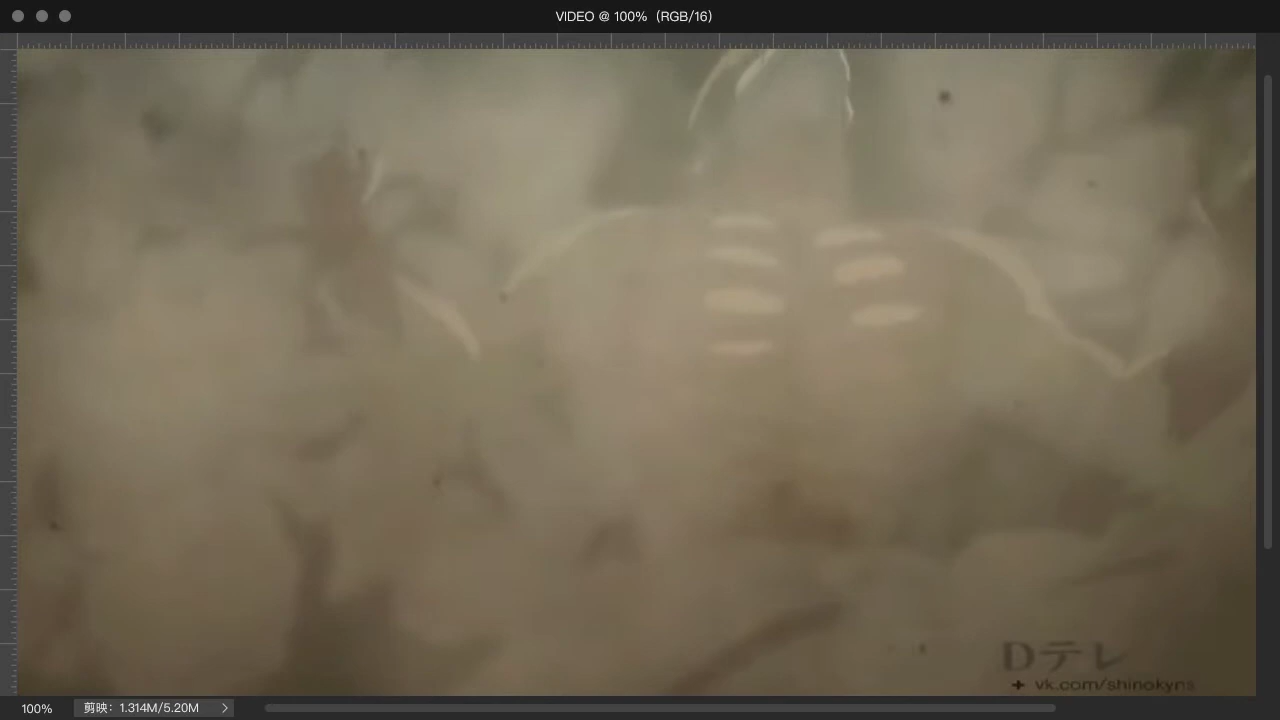 VIDEO @ 100%（RGB/16）
Dテレ
+ vk.com/shinokyns
100%
剪映：1.314M/5.20M